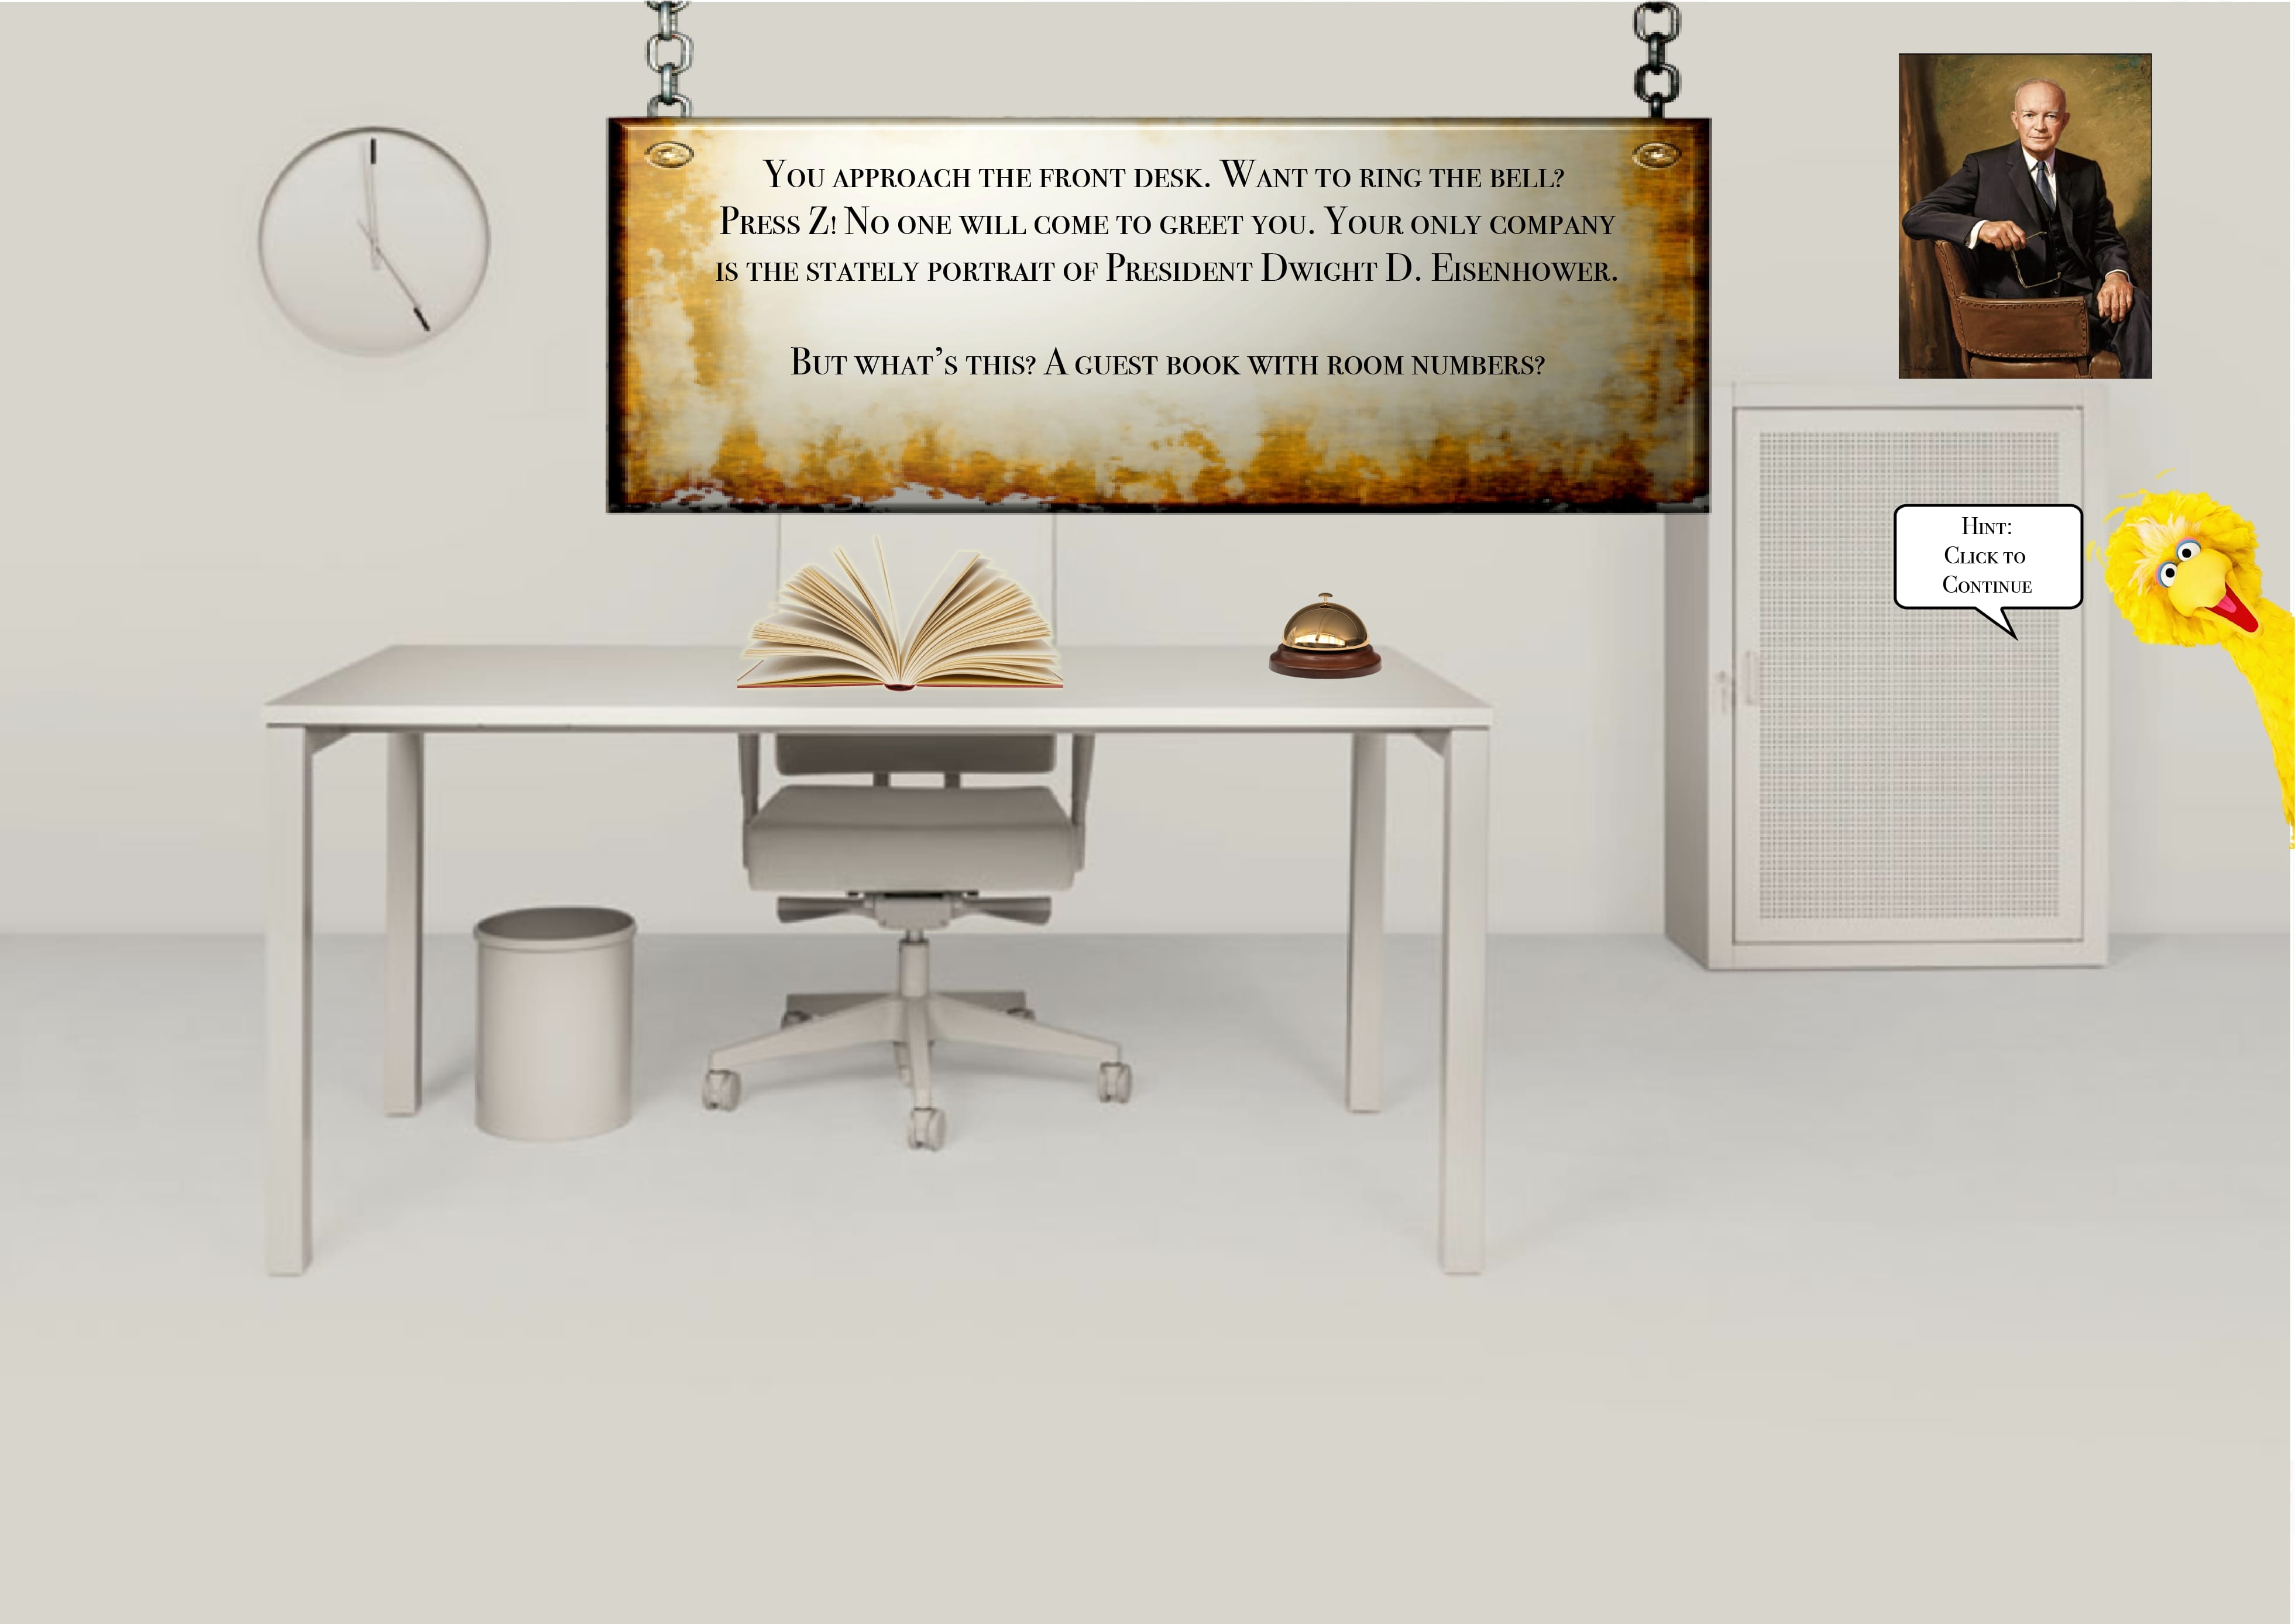 You approach the front desk. Want to ring the bell?
Press Z! No one will come to greet you. Your only company
is the stately portrait of President Dwight D. Eisenhower.
But what's this? A guest book with room numbers?
Hint:
Click to
Continue